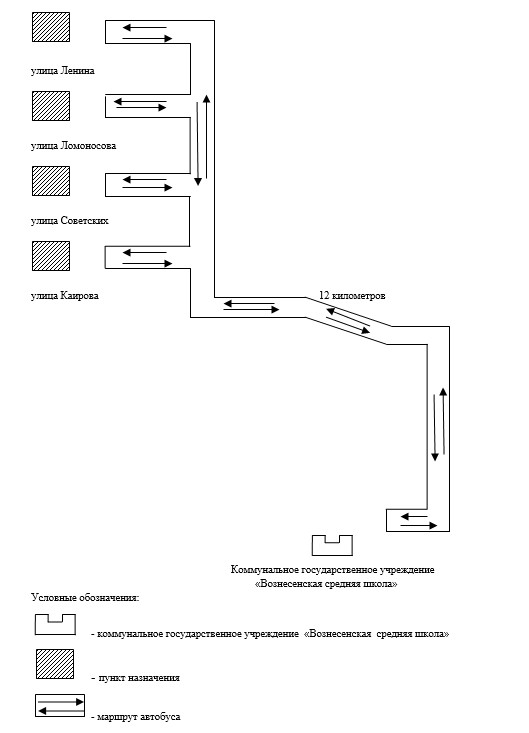 улица Ленина
улица Ломоносова
улица Советских
улица Каирова
12 километров
Коммунальное государственное учреждение
«Вознесенская средняя школа»
Условные обозначения:
- коммунальное государственное учреждение «Вознесенская средняя школа»
- пункт назначения
- маршрут автобуса